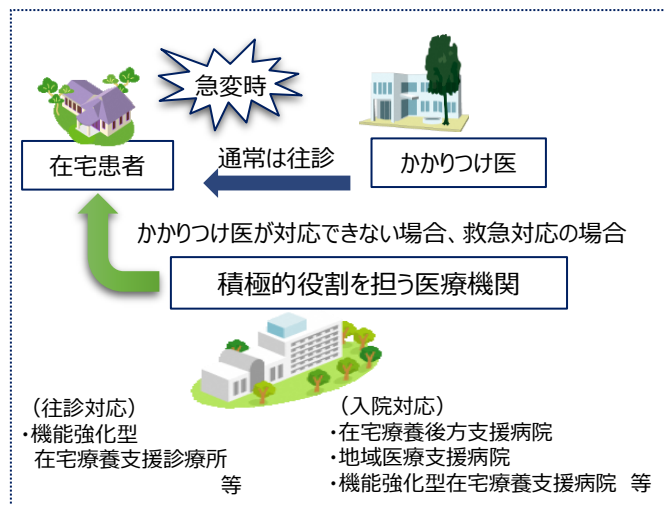 急変時
在宅患者
通常は往診
かかりつけ医
かかりつけ医が対応できない場合、救急対応の場合
積極的役割を担う医療機関
（往診対応）
・機能強化型
在宅療養支援診療所
等
（入院対応）
・在宅療養後方支援病院
・地域医療支援病院
・機能強化型在宅療養支援病院 等